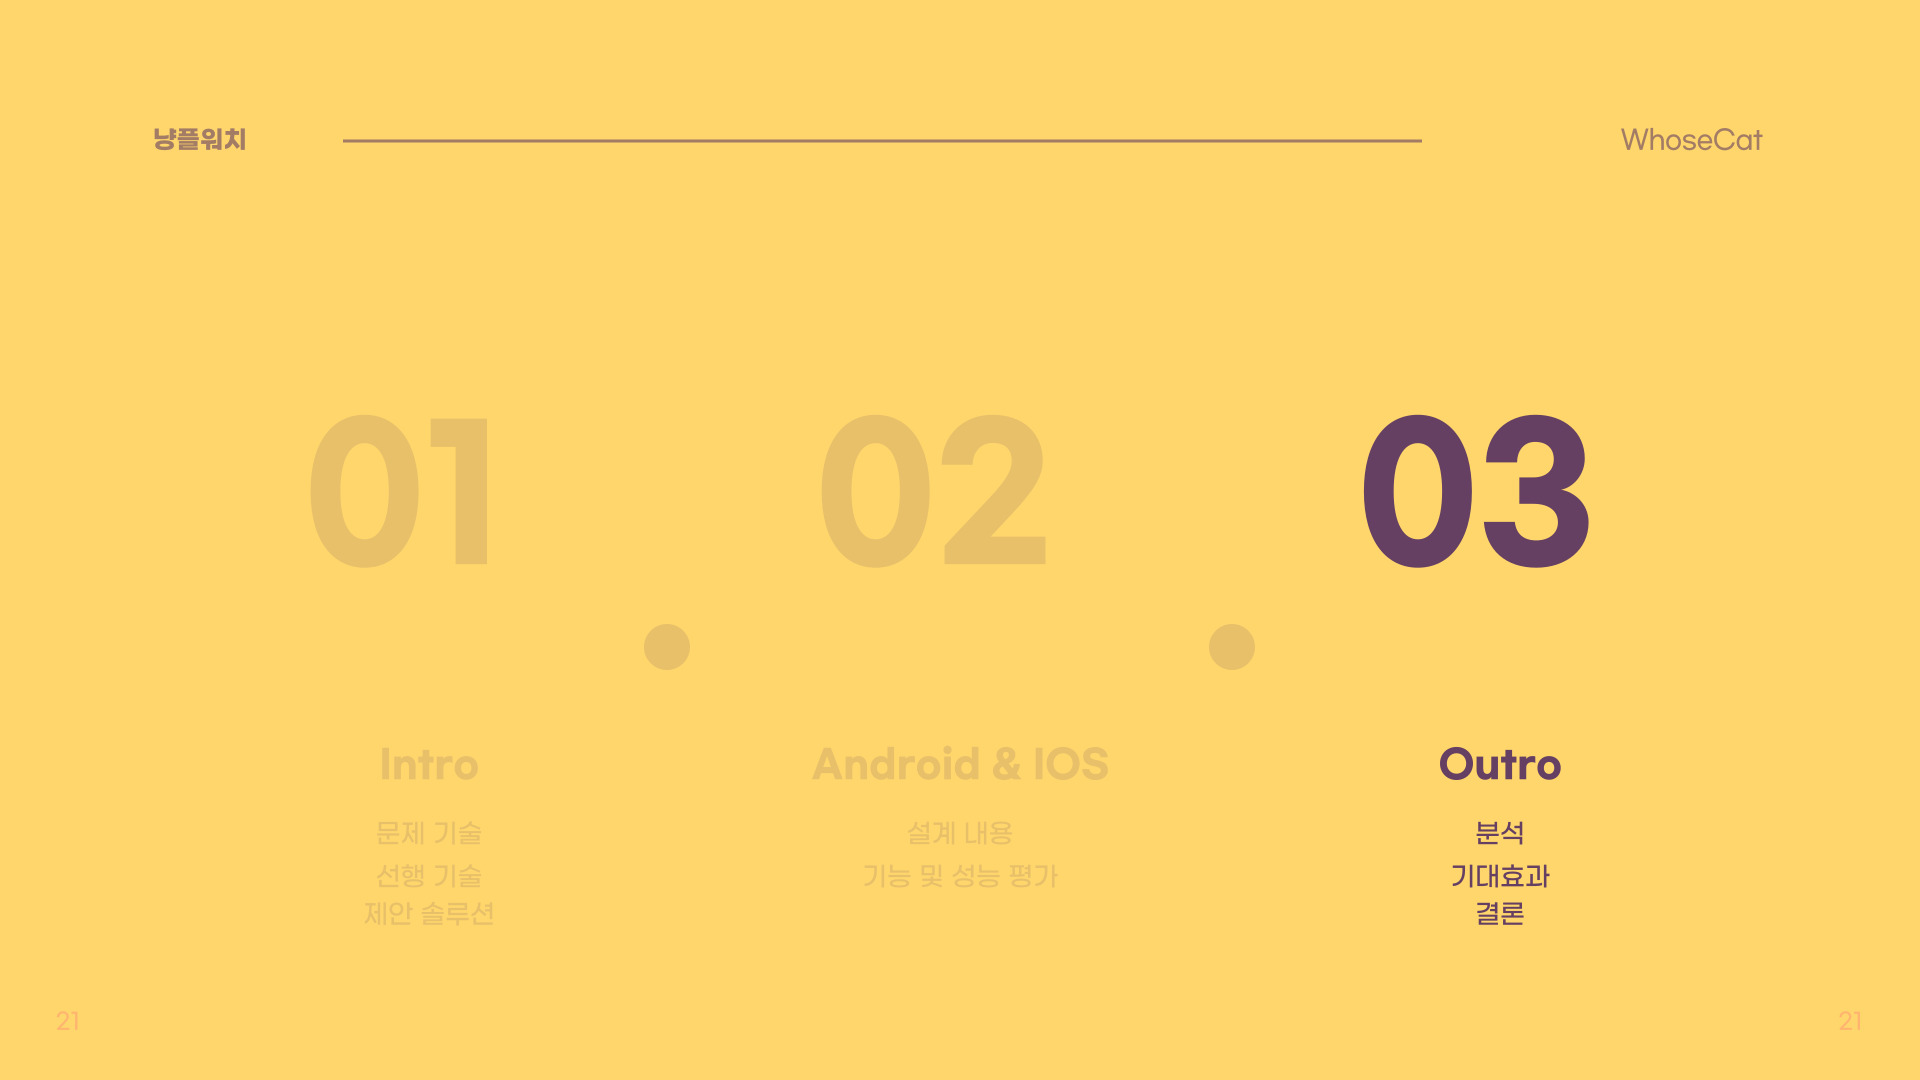 냥플워치
WhoseCat
01
02
03
Intro
문제 기술
선행 기술
제안 솔루션
Android & IOS
설계 내용
기능 및 성능 평가
Outro
분석
기대효과
결론
21
21